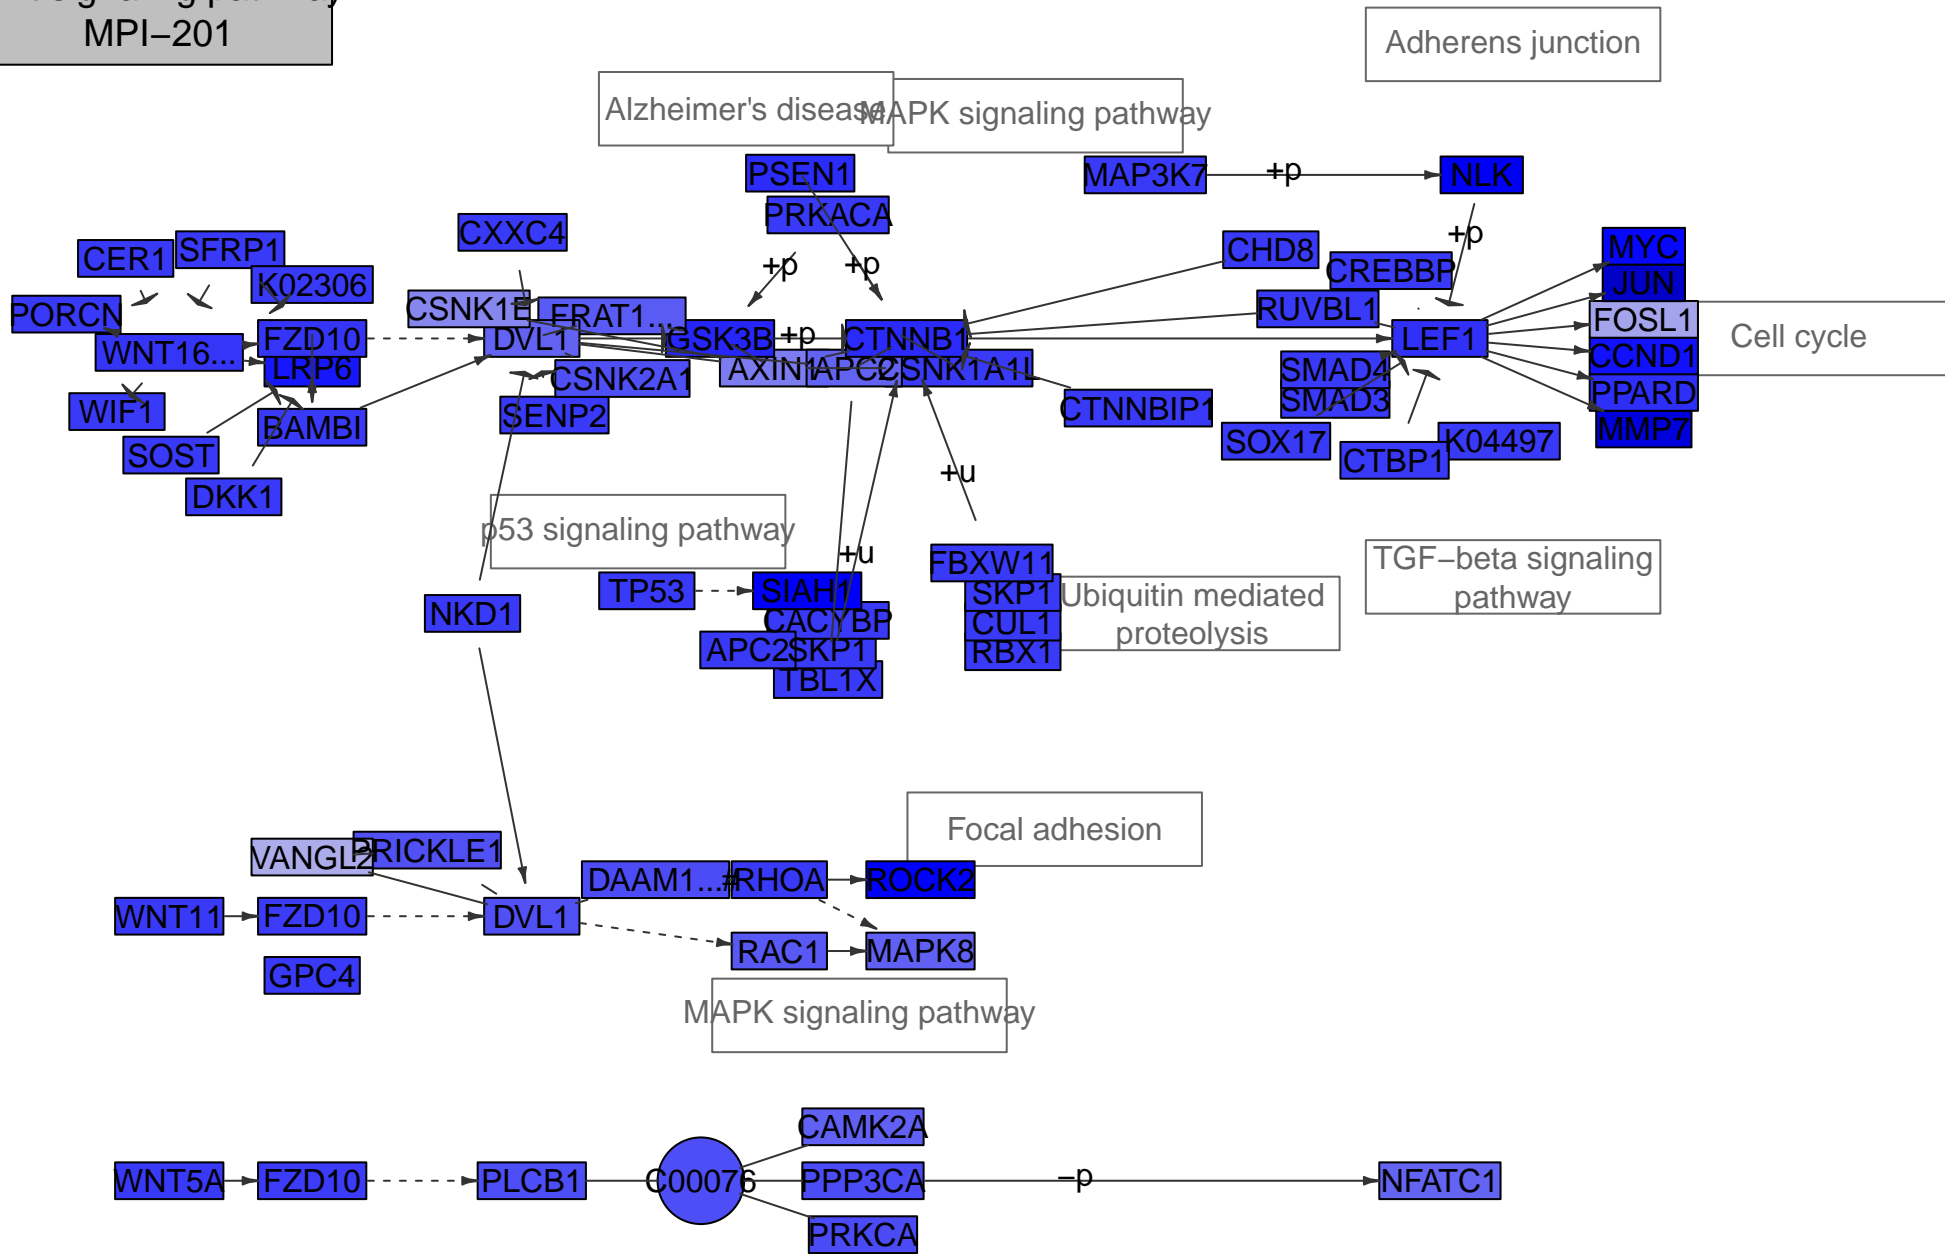 signaling pathway
MPI−201
Adherens junction
Alzheimer's disease
MAPK signaling pathway
PSEN1
PRKACA
MAP3K7
+p
NLK
CXXC4
CER1
SFRP1
K02306
PORCN
+p
+p
CHD8
CREBBP
+p
MYC
JUN
FOSL1
CCND1
PPARD
MMP7
Cell cycle
CSNK1E
FRAT1...
RUVBL1
WNT16...
FZD10
LRP6
DVL1
GSK3B
+p
CTNNB1
LEF1
AXIN1
APC2
CSNK1A1L
CSNK2A1
SENP2
SMAD4
SMAD3
CTNNBIP1
WIF1
BAMBI
SOST
DKK1
SOX17
CTBP1
K04497
+u
p53 signaling pathway
+u
FBXW11
SKP1
CUL1
RBX1
Ubiquitin mediated
proteolysis
TGF−beta signaling
pathway
NKD1
TP53
SIAH1
CACYBP
APC2
SKP1
TBL1X
Focal adhesion
VANGL2
PRICKLE1
DAAM1...
#
RHOA
ROCK2
WNT11
FZD10
DVL1
RAC1
MAPK8
GPC4
MAPK signaling pathway
CAMK2A
WNT5A
FZD10
PLCB1
C00076
PPP3CA
−p
NFATC1
PRKCA